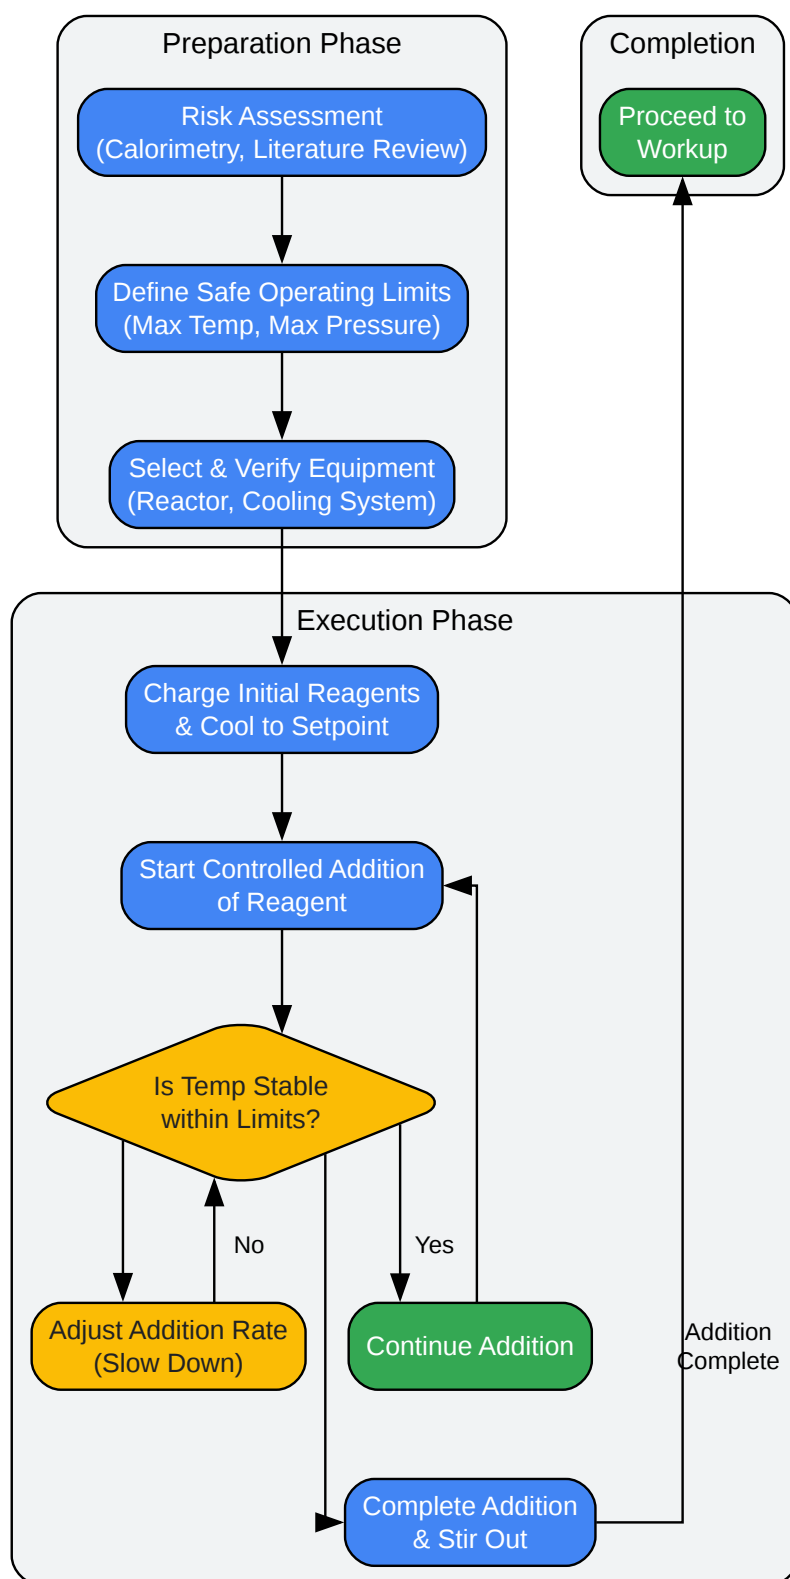 Preparation Phase
Risk Assessment
(Calorimetry, Literature Review)
Define Safe Operating Limits
(Max Temp, Max Pressure)
Select & Verify Equipment
(Reactor, Cooling System)
Completion
Proceed to
Workup
Execution Phase
Charge Initial Reagents
& Cool to Setpoint
Start Controlled Addition
of Reagent
Is Temp Stable
within Limits?
No
Yes
Adjust Addition Rate
(Slow Down)
Continue Addition
Addition
Complete
Complete Addition
& Stir Out